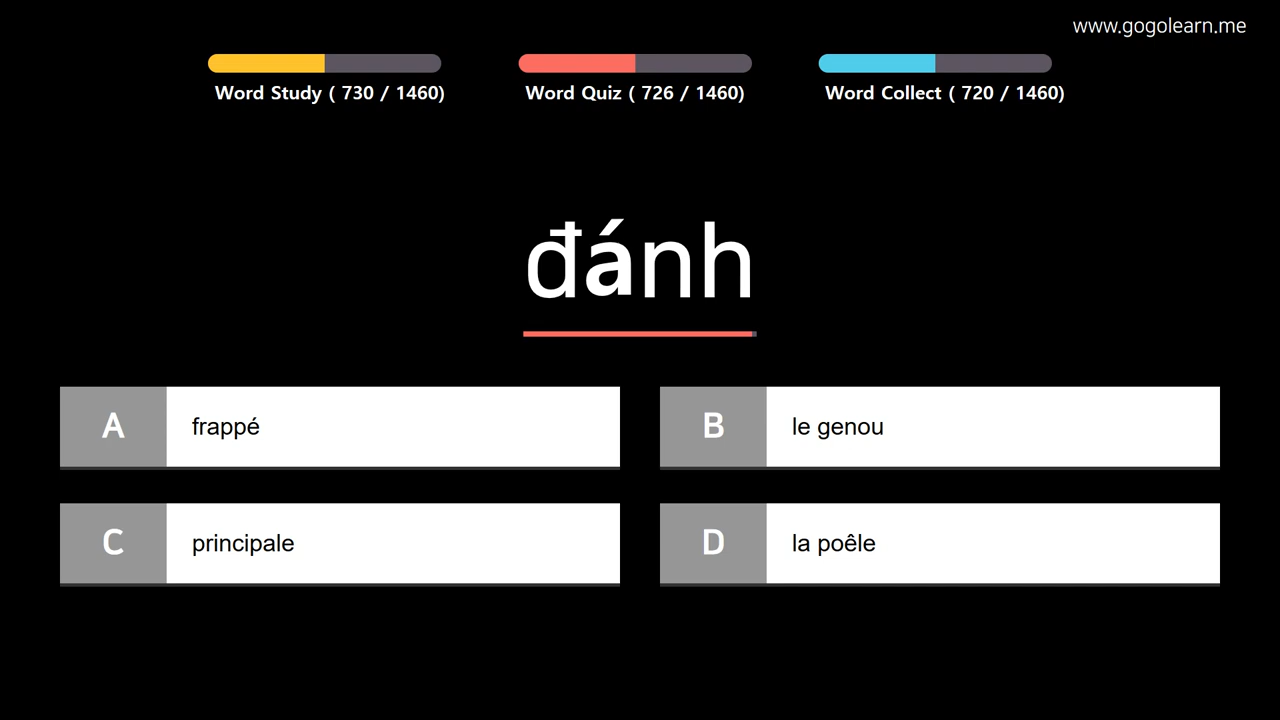 www.gogolearn.me
Word Study ( 730 / 1460)
Word Quiz ( 726 / 1460)
Word Collect ( 720 / 1460)
đánh
A frappé
B le genou
C principale
D la poêle